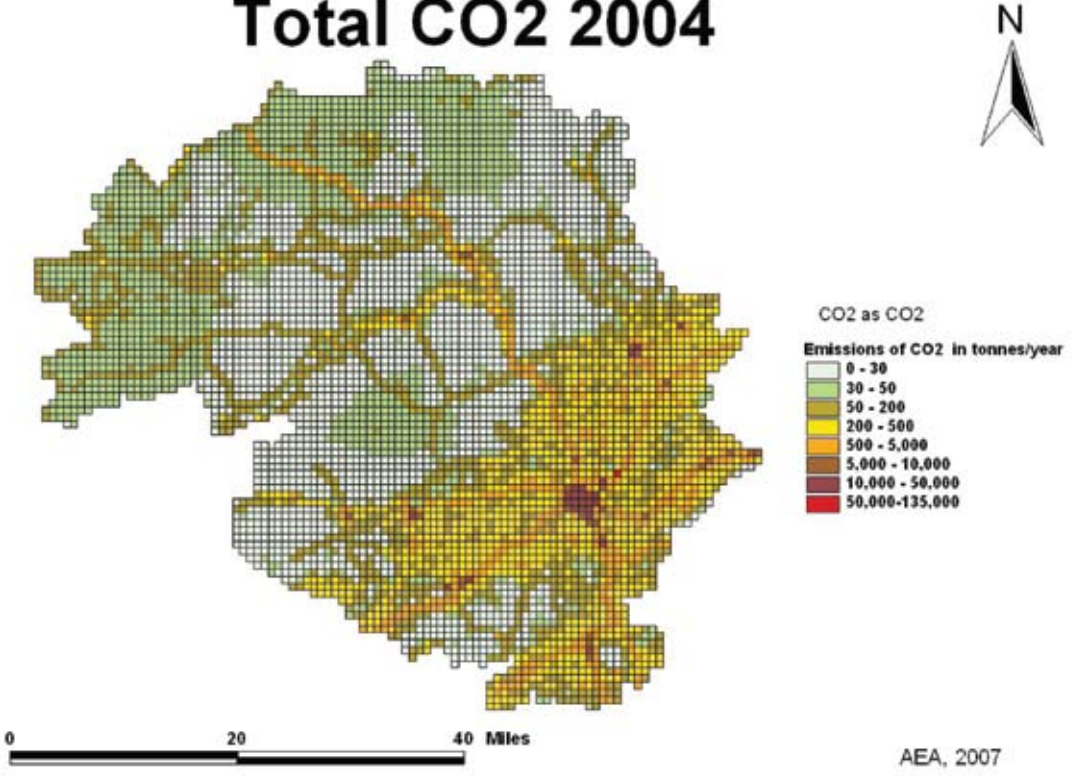 Total CO2 2004
N
CO2 as CO2
Emissions of CO2 in tonnes/year
0 - 30
30 - 50
50 - 200
200 - 500
500 - 5,000
5,000 - 10,000
10,000 - 50,000
50,000-135,000
0 20 40 Miles
AEA, 2007